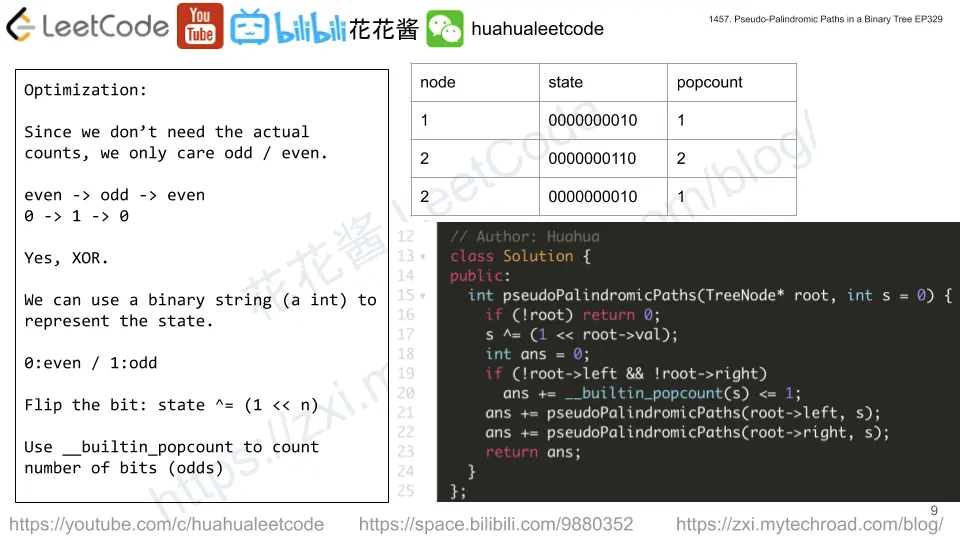 LeetCode
You
Tube
bilibili 花花酱 huahualeetcode
1457. Pseudo-Palindromic Paths in a Binary Tree EP329
Optimization:
Since we don’t need the actual
counts, we only care odd / even.
even -> odd -> even
0 -> 1 -> 0
Yes, XOR.
We can use a binary string (a int) to
represent the state.
0:even / 1:odd
Flip the bit: state ^= (1 << n)
Use __builtin_popcount to count
number of bits (odds)
node state popcount
1 0000000010 1
2 0000000110 2
2 0000000010 1
12 // Author: Huahua
13 class Solution {
14 public:
15 int pseudoPalindromicPaths(TreeNode* root, int s = 0) {
16 if (!root) return 0;
17 s ^= (1 << root->val);
18 int ans = 0;
19 if (!root->left && !root->right)
20 ans += __builtin_popcount(s) <= 1;
21 ans += pseudoPalindromicPaths(root->left, s);
22 ans += pseudoPalindromicPaths(root->right, s);
23 return ans;
24 }
25 };
花花酱 LeetCode
https://zxi.m
om/blog/
9
https://youtube.com/c/huahualeetcode https://space.bilibili.com/9880352 https://zxi.mytechroad.com/blog/